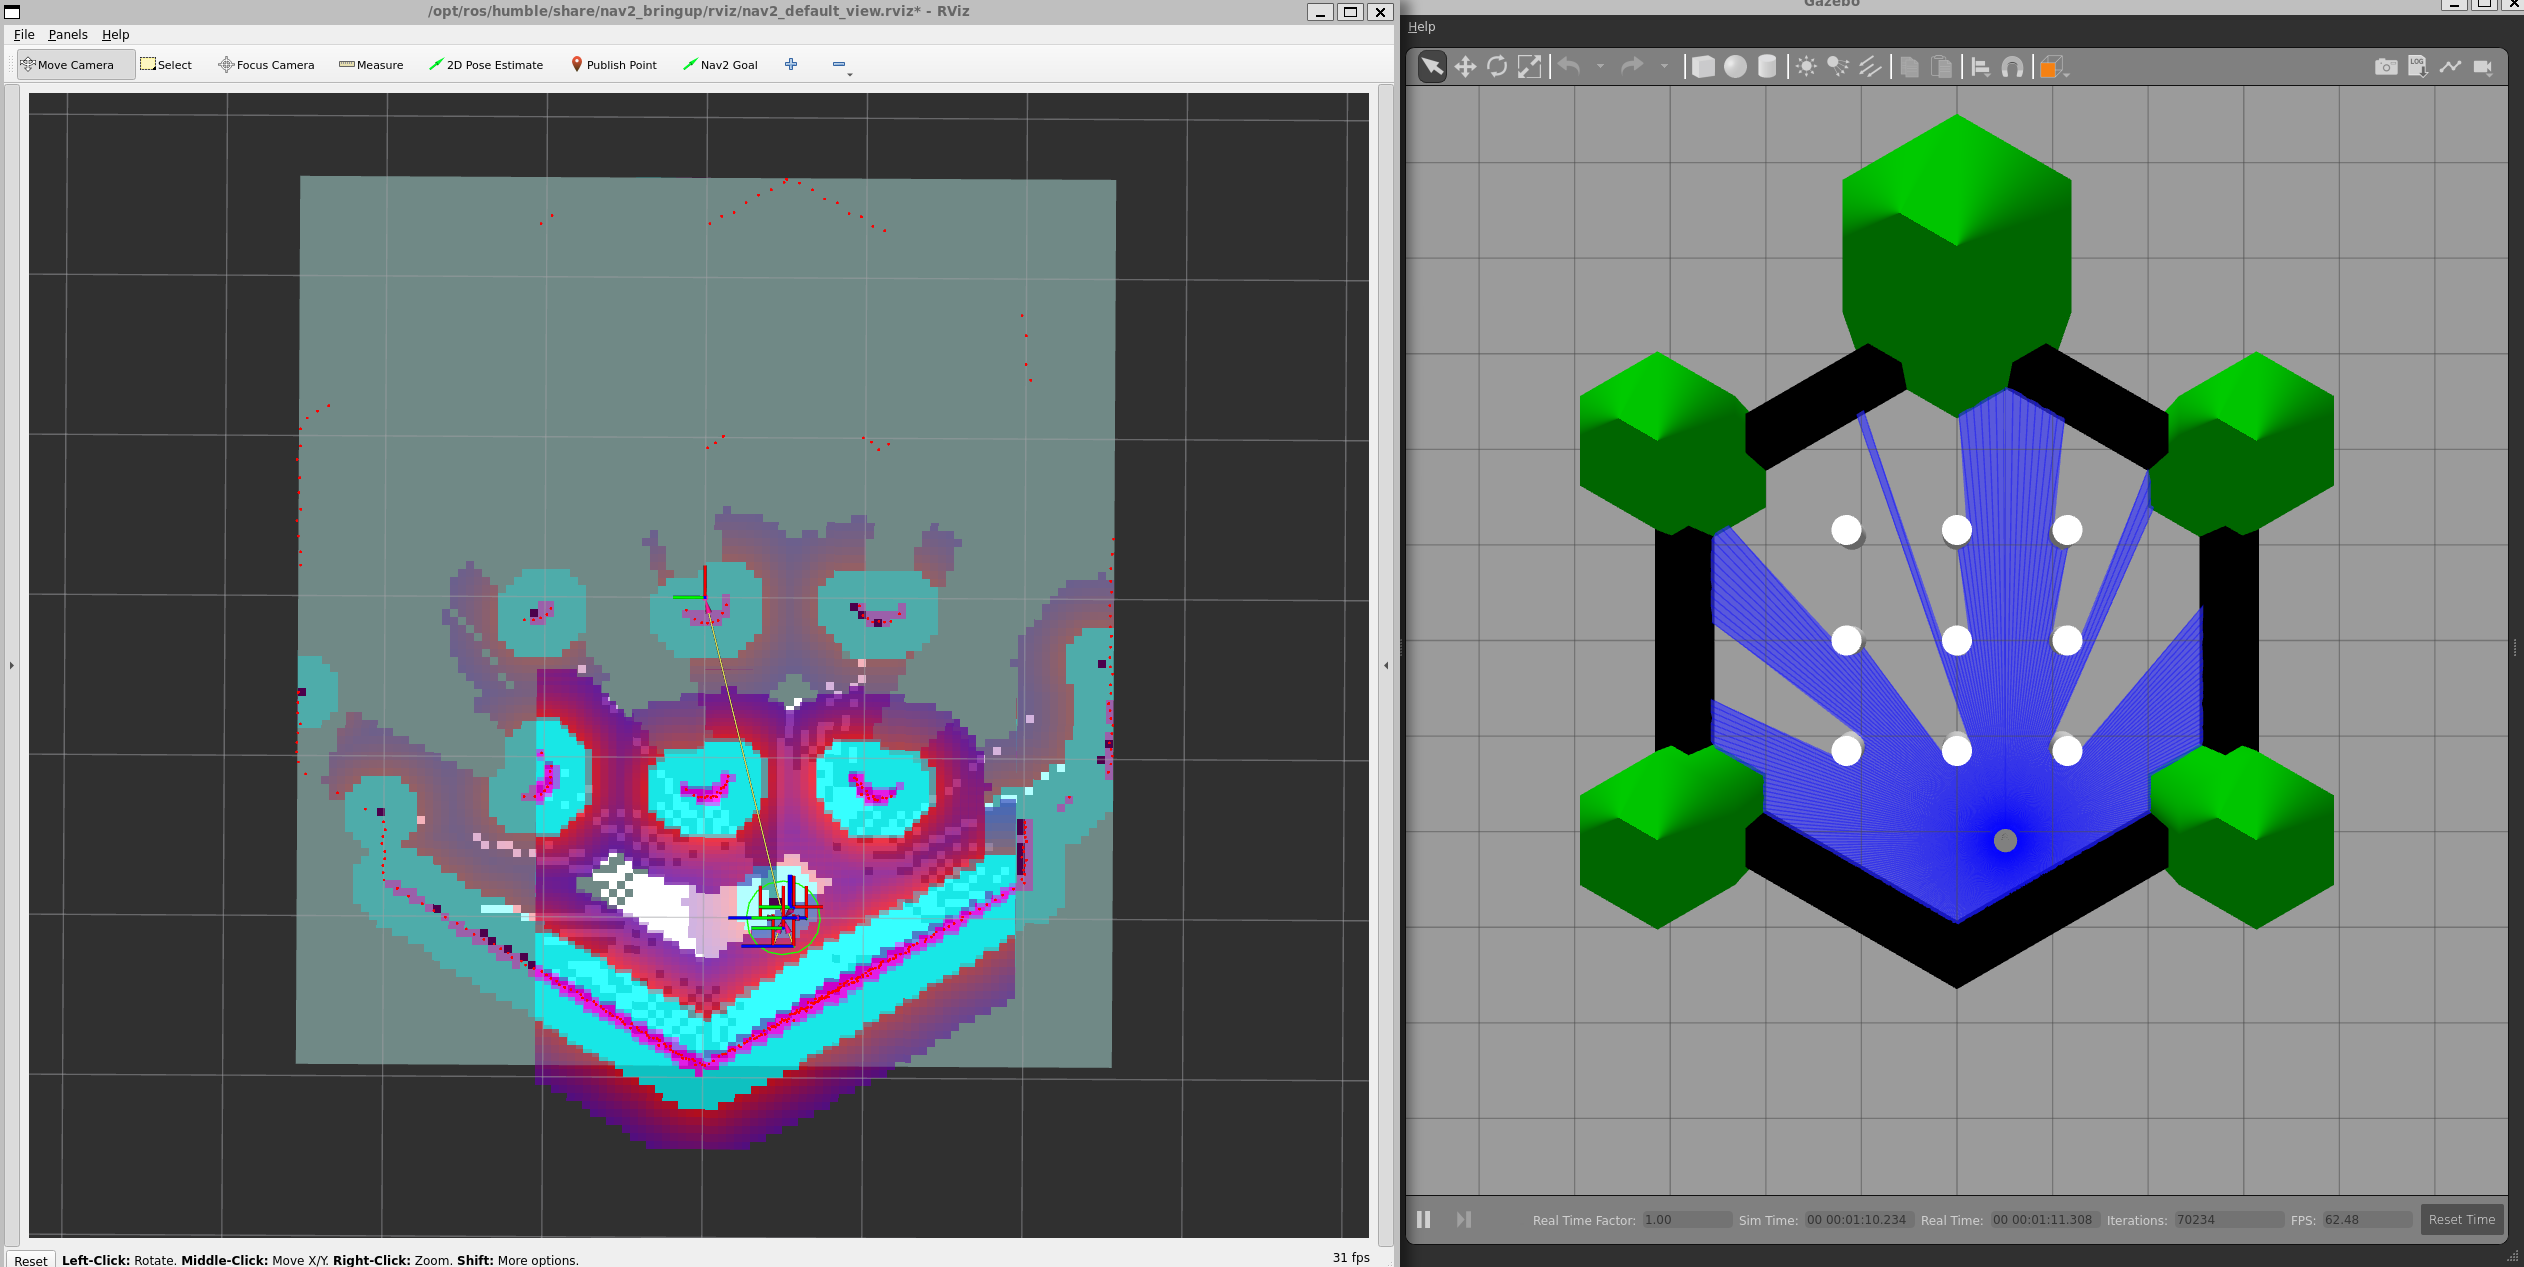 /opt/ros/humble/share/nav2_bringup/rviz/nav2_default_view.rviz* - RViz
File Panels Help
Move Camera Select Focus Camera Measure 2D Pose Estimate Publish Point Nav2 Goal
Reset Left-Click: Rotate. Middle-Click: Move X/Y. Right-Click: Zoom. Shift: More options. 31 fps
Gazebo
Help
LOG
Real Time Factor: 1.00 Sim Time: 00 00:01:10.234 Real Time: 00 00:01:11.308 Iterations: 70234 FPS: 62.48 Reset Time